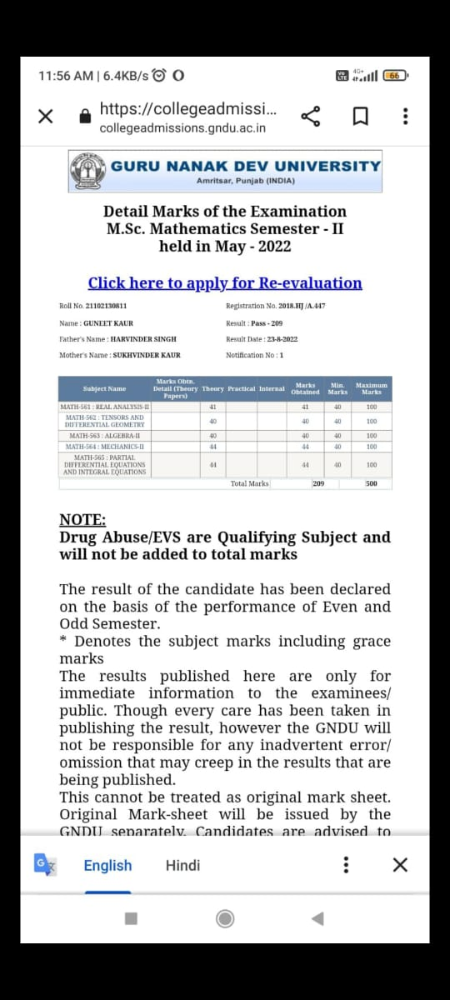 11:56 AM | 6.4KB/s
Vo LTE 4G+ 66
https://collegeadmissi...
collegeadmissions.gndu.ac.in
GURU NANAK DEV UNIVERSITY
Amritsar, Punjab (INDIA)
Detail Marks of the Examination
M.Sc. Mathematics Semester - II
held in May - 2022
Click here to apply for Re-evaluation
Roll No. 21102130811 Registration No. 2018.HJ /A.447
Name : GUNEET KAUR Result : Pass - 209
Father's Name : HARVINDER SINGH Result Date : 23-8-2022
Mother's Name : SUKHVINDER KAUR Notification No : 1
Subject Name Marks Obtn. Detail (Theory Papers) Theory Practical Internal Marks Obtained Min. Marks Maximum Marks
MATH-561 : REAL ANALYSIS-II 41 41 40 100
MATH-562 : TENSORS AND DIFFERENTIAL GEOMETRY 40 40 40 100
MATH-563 : ALGEBRA-II 40 40 40 100
MATH-564 : MECHANICS-II 44 44 40 100
MATH-565 : PARTIAL DIFFERENTIAL EQUATIONS AND INTEGRAL EQUATIONS 44 44 40 100
Total Marks 209 500
NOTE:
Drug Abuse/EVS are Qualifying Subject and
will not be added to total marks
The result of the candidate has been declared
on the basis of the performance of Even and
Odd Semester.
* Denotes the subject marks including grace
marks
The results published here are only for
immediate information to the examinees/
public. Though every care has been taken in
publishing the result, however the GNDU will
not be responsible for any inadvertent error/
omission that may creep in the results that are
being published.
This cannot be treated as original mark sheet.
Original Mark-sheet will be issued by the
GNDU separately. Candidates are advised to
English Hindi